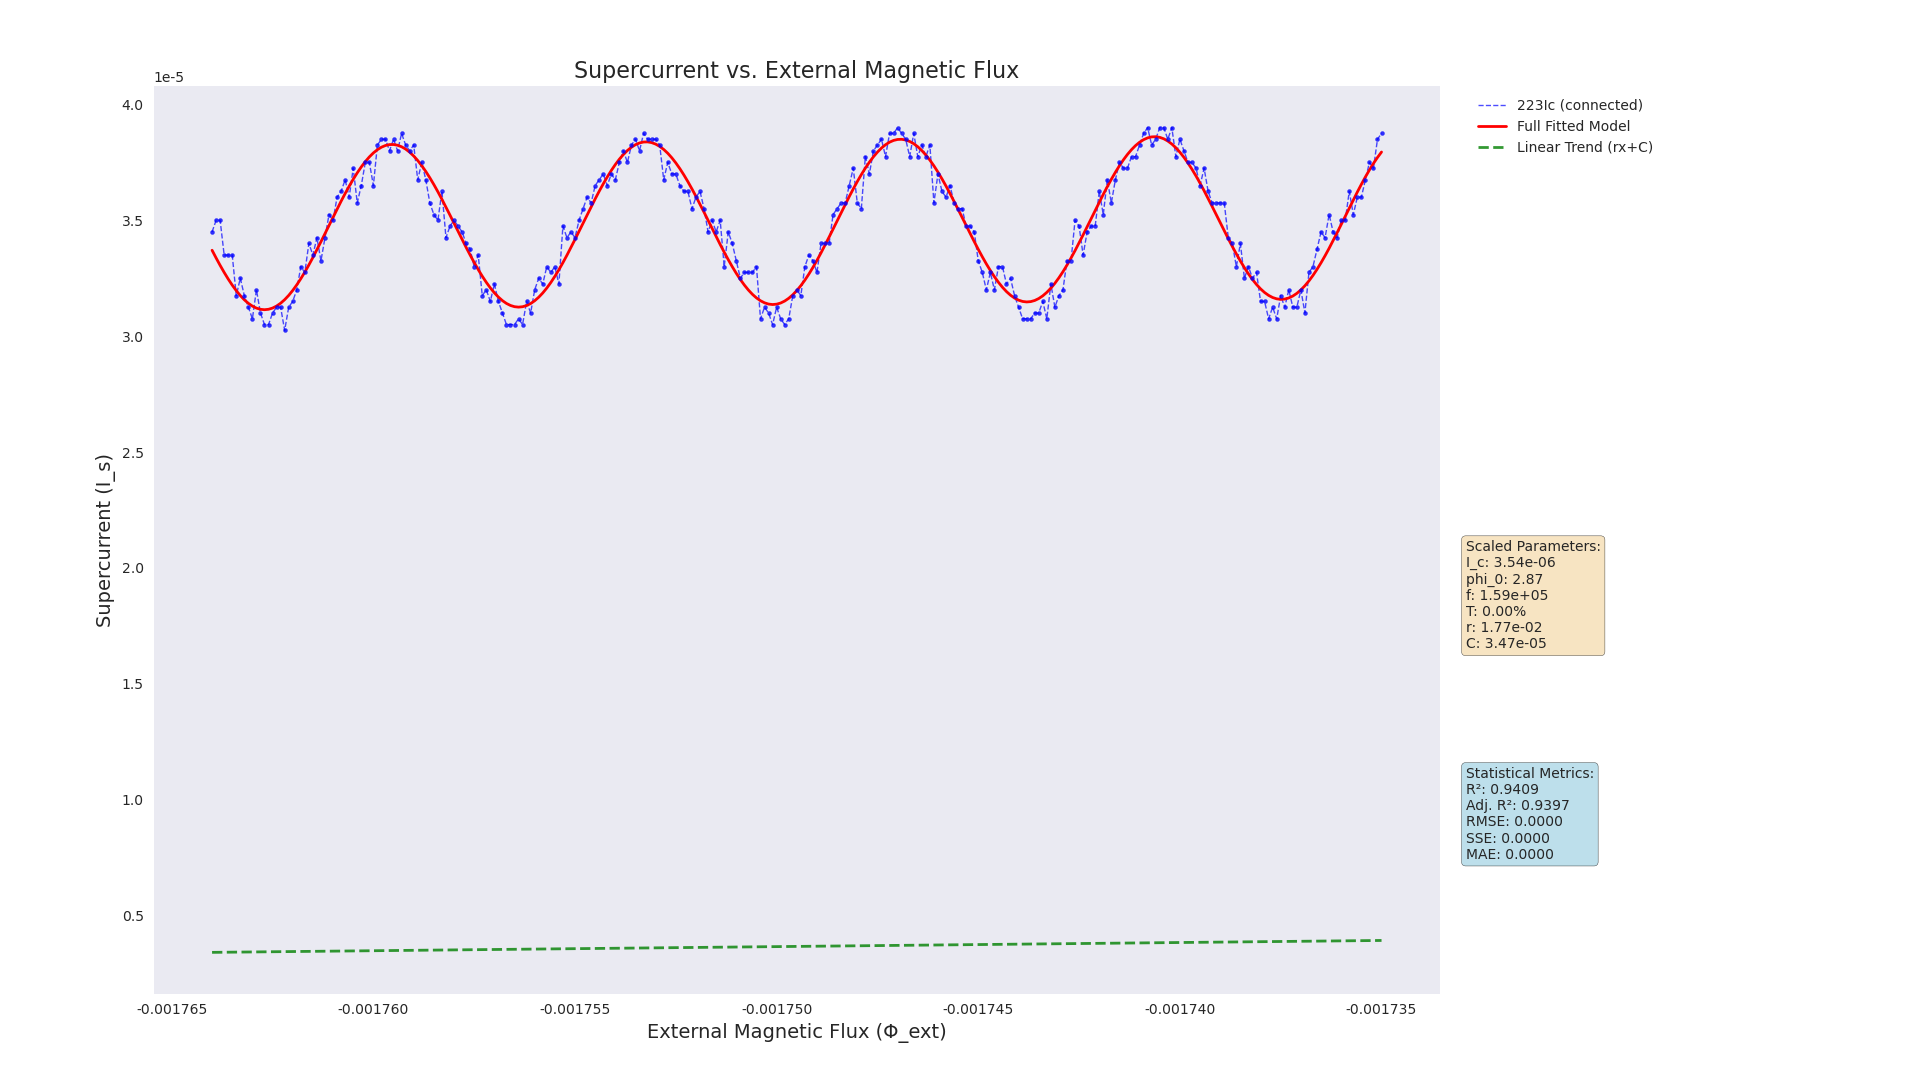 Supercurrent vs. External Magnetic Flux
1e-5
4.0
3.5
3.0
2.5
2.0
1.5
1.0
0.5
Supercurrent (I_s)
-0.001765
-0.001760
-0.001755
-0.001750
-0.001745
-0.001740
-0.001735
External Magnetic Flux (Φ_ext)
223Ic (connected)
Full Fitted Model
Linear Trend (rx+C)
Scaled Parameters:
I_c: 3.54e-06
phi_0: 2.87
f: 1.59e+05
T: 0.00%
r: 1.77e-02
C: 3.47e-05
Statistical Metrics:
R²: 0.9409
Adj. R²: 0.9397
RMSE: 0.0000
SSE: 0.0000
MAE: 0.0000